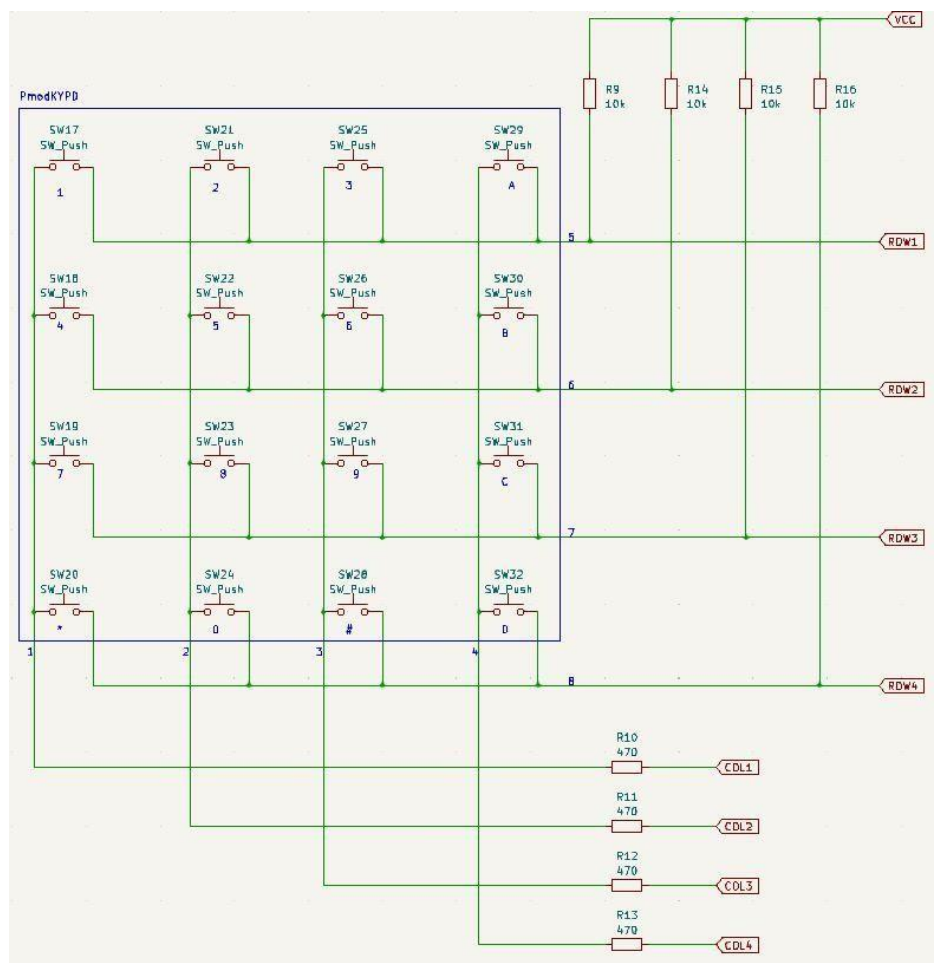 VCC
R9
10k
R14
10k
R15
10k
R16
10k
PmodKYPD
SW17
SW_Push
1
SW21
SW_Push
2
SW25
SW_Push
3
SW29
SW_Push
A
5
ROW1
SW18
SW_Push
4
SW22
SW_Push
5
SW26
SW_Push
6
SW30
SW_Push
B
6
ROW2
SW19
SW_Push
7
SW23
SW_Push
8
SW27
SW_Push
9
SW31
SW_Push
C
7
ROW3
SW20
SW_Push
*
SW24
SW_Push
0
SW28
SW_Push
#
SW32
SW_Push
D
1
2
3
4
8
ROW4
R10
470
COL1
R11
470
COL2
R12
470
COL3
R13
470
COL4